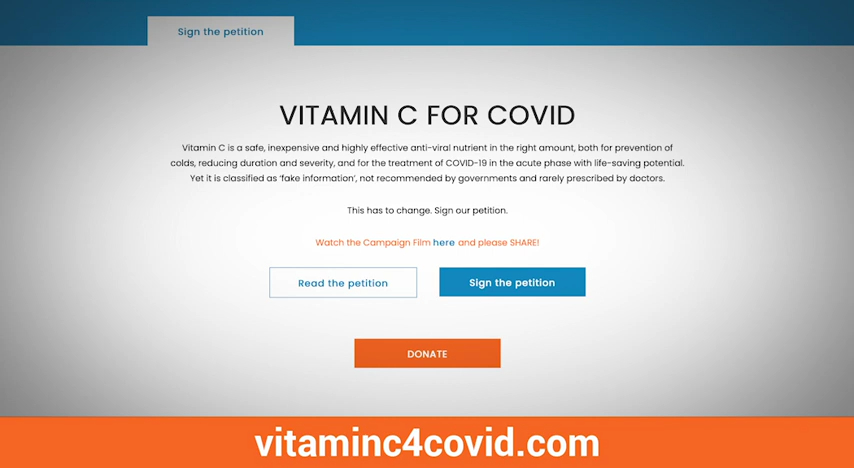 Sign the petition
VITAMIN C FOR COVID
Vitamin C is a safe, inexpensive and highly effective anti-viral nutrient in the right amount, both for prevention of
colds, reducing duration and severity, and for the treatment of COVID-19 in the acute phase with life-saving potential.
Yet it is classified as 'fake information', not recommended by governments and rarely prescribed by doctors.
This has to change. Sign our petition.
Watch the Campaign Film here and please SHARE!
Read the petition
Sign the petition
DONATE
vitaminc4covid.com